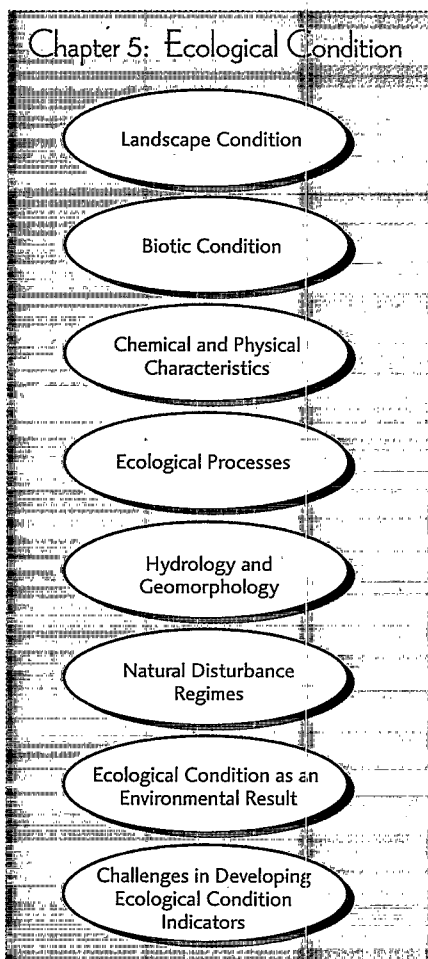 Chapter 5: Ecological Condition
Landscape Condition
Biotic Condition
Chemical and Physical
Characteristics
Ecological Processes
Hydrology and
Geomorphology
Natural Disturbance
Regimes
Ecological Condition as an
Environmental Result
Challenges in Developing
Ecological Condition
Indicators